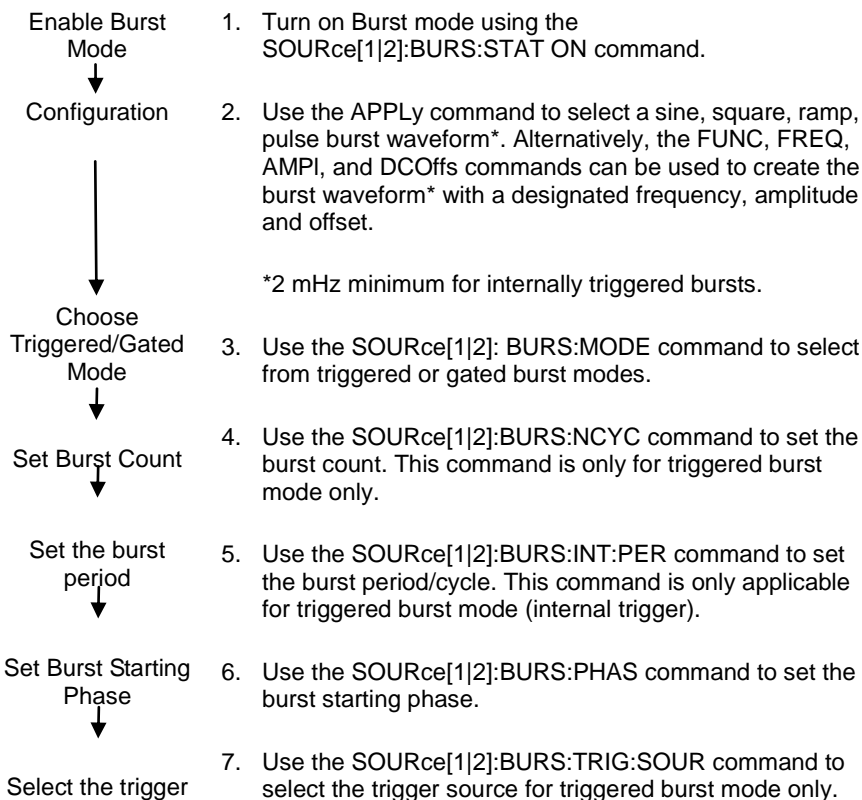 Enable Burst
Mode
1. Turn on Burst mode using the
SOURce[1|2]:BURS:STAT ON command.
Configuration
2. Use the APPLy command to select a sine, square, ramp,
pulse burst waveform*. Alternatively, the FUNC, FREQ,
AMPl, and DCOffs commands can be used to create the
burst waveform* with a designated frequency, amplitude
and offset.
*2 mHz minimum for internally triggered bursts.
Choose
Triggered/Gated
Mode
3. Use the SOURce[1|2]: BURS:MODE command to select
from triggered or gated burst modes.
Set Burst Count
4. Use the SOURce[1|2]:BURS:NCYC command to set the
burst count. This command is only for triggered burst
mode only.
Set the burst
period
5. Use the SOURce[1|2]:BURS:INT:PER command to set
the burst period/cycle. This command is only applicable
for triggered burst mode (internal trigger).
Set Burst Starting
Phase
6. Use the SOURce[1|2]:BURS:PHAS command to set the
burst starting phase.
Select the trigger
7. Use the SOURce[1|2]:BURS:TRIG:SOUR command to
select the trigger source for triggered burst mode only.